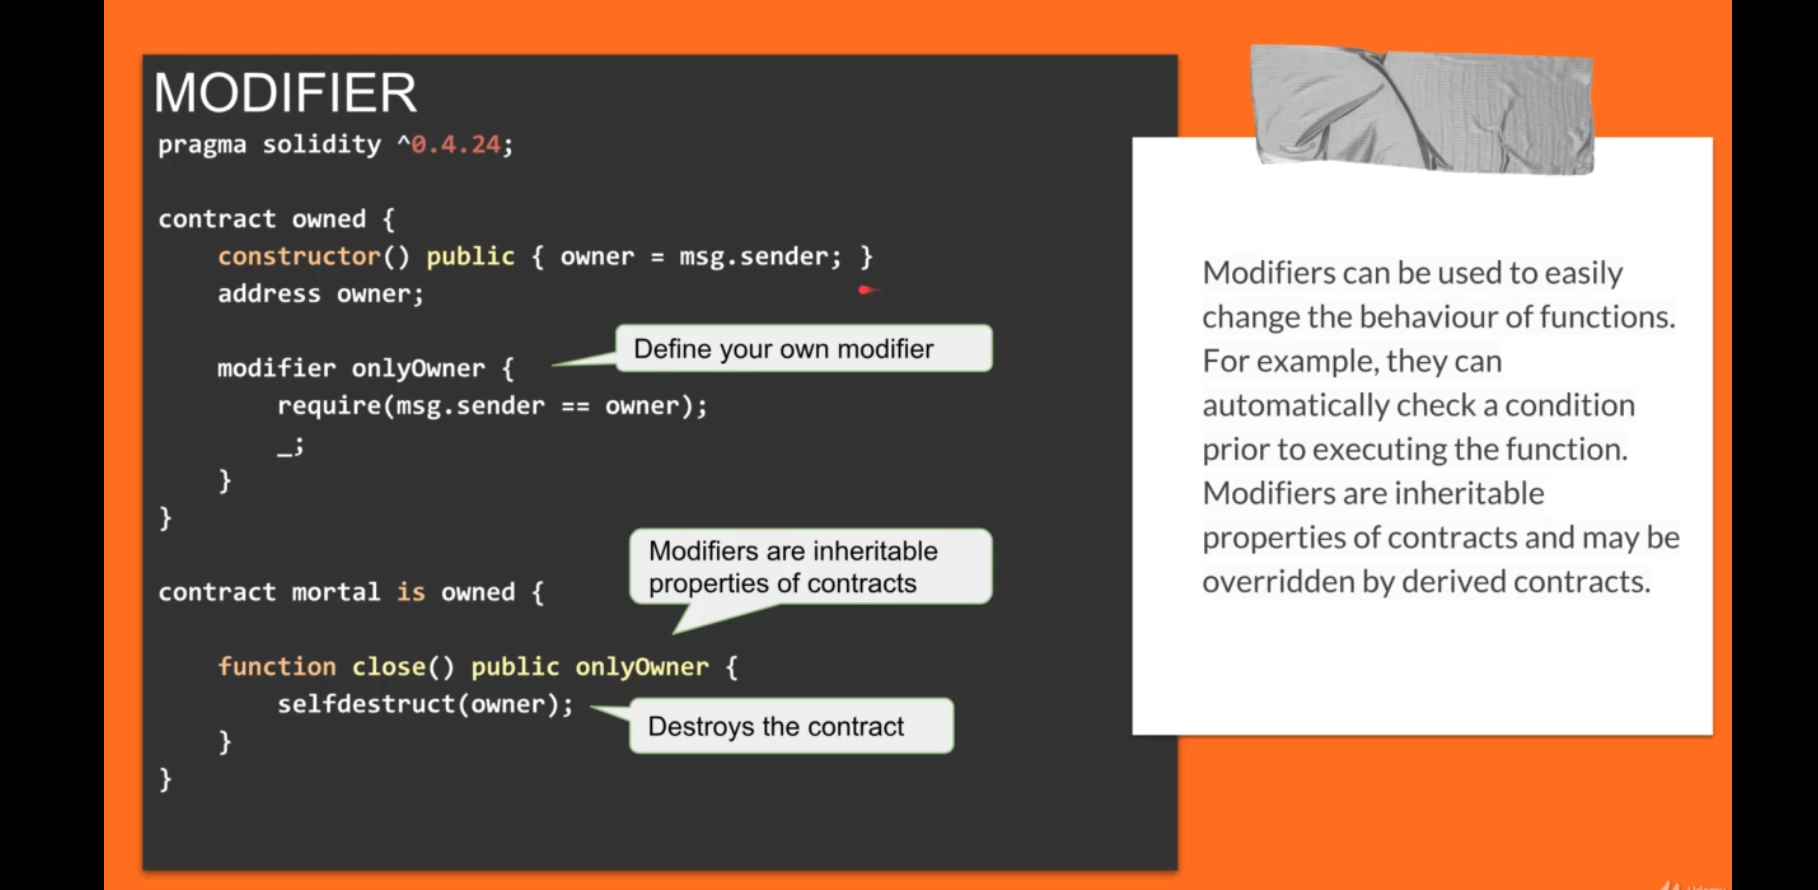 MODIFIER
pragma solidity ^0.4.24;
contract owned {
constructor() public { owner = msg.sender; }
address owner;
Define your own modifier
modifier onlyOwner {
require(msg.sender == owner);
_;
}
}
Modifiers are inheritable
properties of contracts
contract mortal is owned {
function close() public onlyOwner {
selfdestruct(owner);
Destroys the contract
}
}
Modifiers can be used to easily
change the behaviour of functions.
For example, they can
automatically check a condition
prior to executing the function.
Modifiers are inheritable
properties of contracts and may be
overridden by derived contracts.